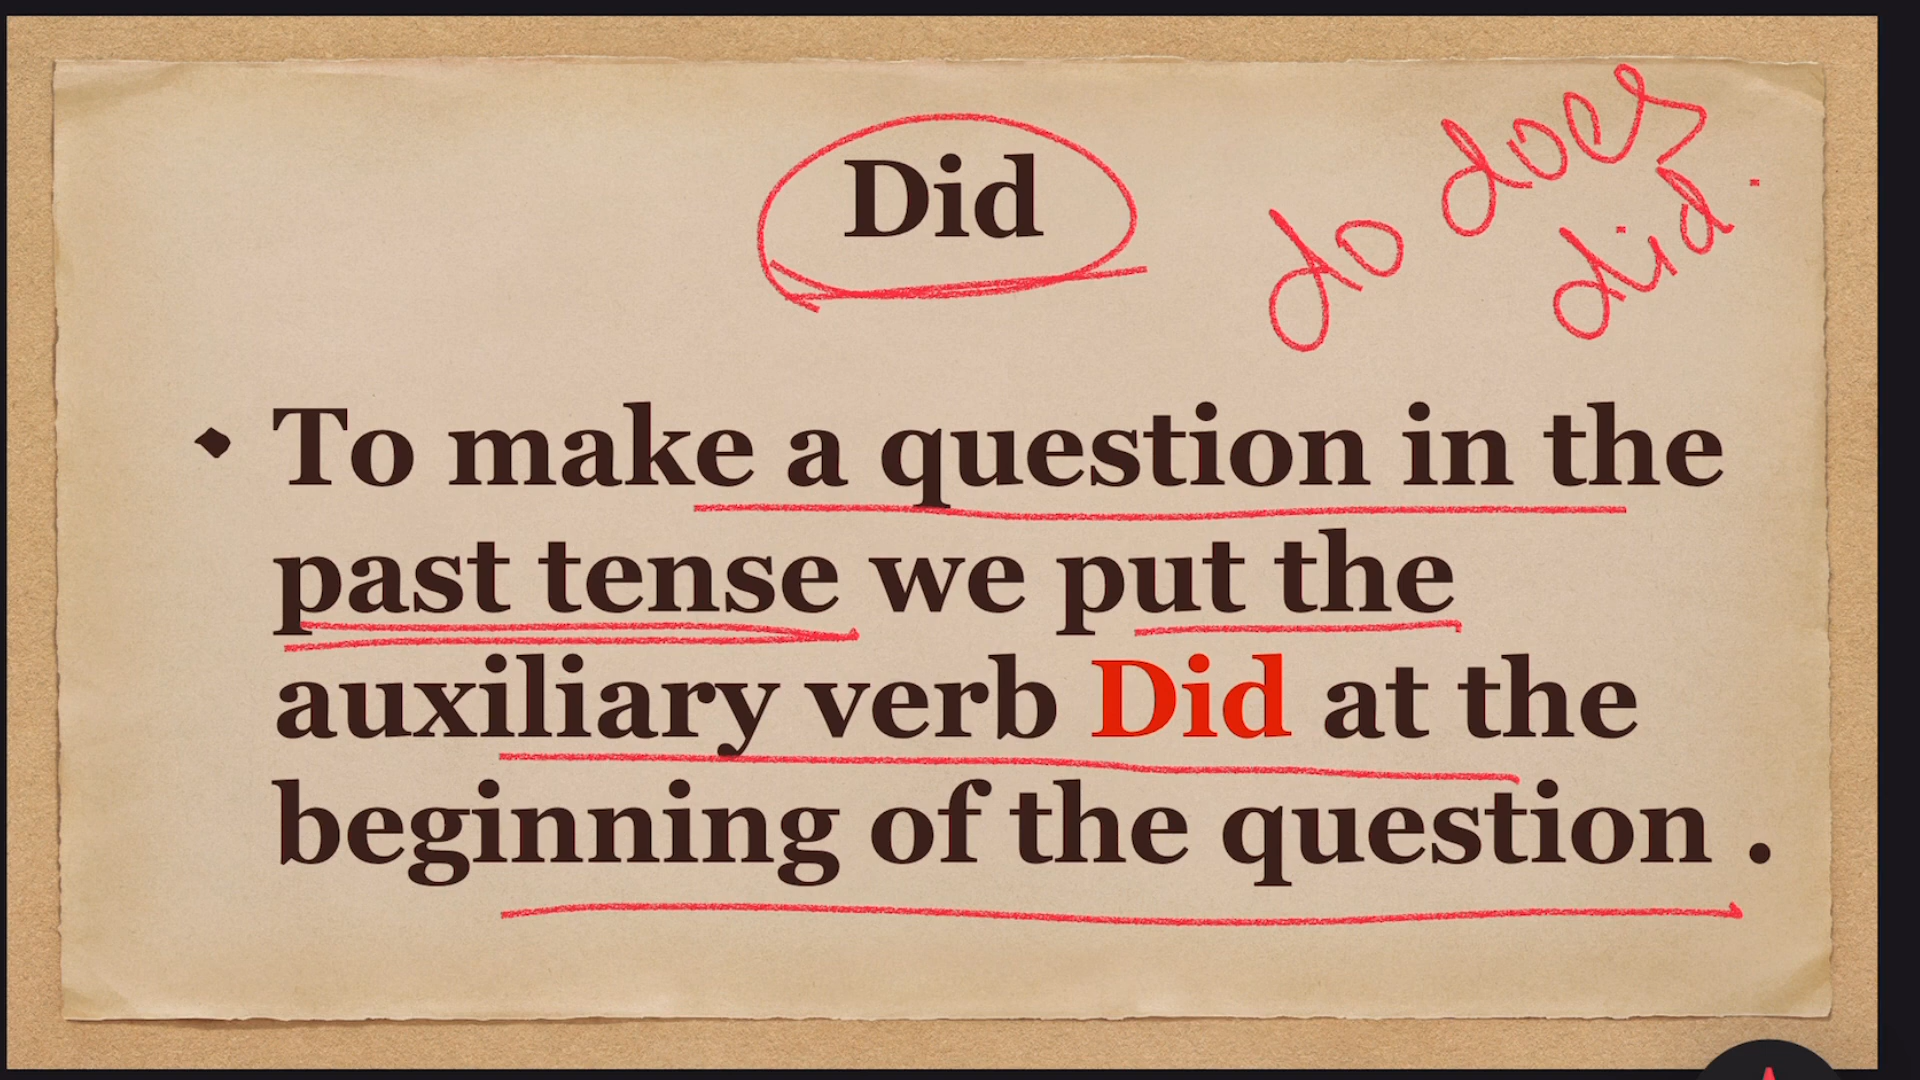 Did
do does
did.
To make a question in the
past tense we put the
auxiliary verb Did at the
beginning of the question .